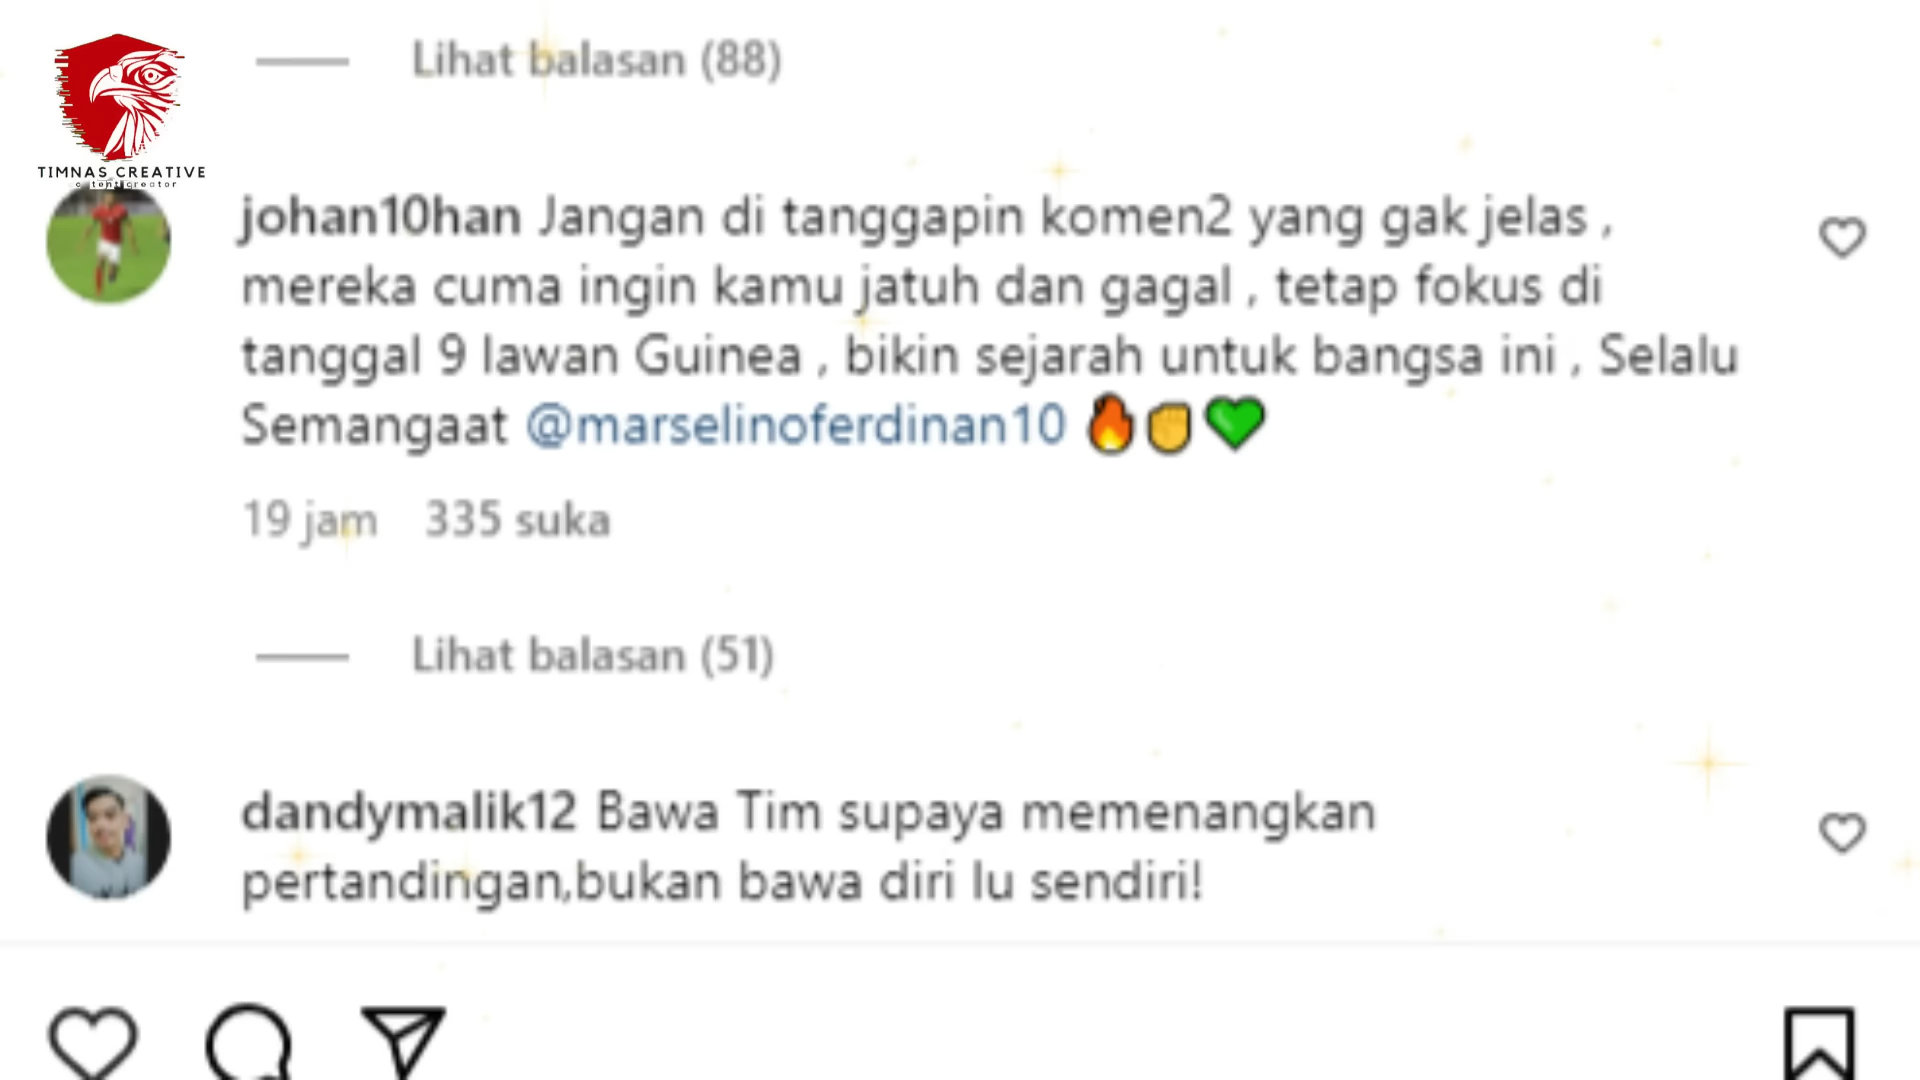 Lihat balasan (88)
TIMNAS CREATIVE
johan10han Jangan di tanggapin komen2 yang gak jelas ,
mereka cuma ingin kamu jatuh dan gagal , tetap fokus di
tanggal 9 lawan Guinea , bikin sejarah untuk bangsa ini , Selalu
Semangaat @marselinoferdinan10 🔥✊💚
19 jam 335 suka
Lihat balasan (51)
dandymalik12 Bawa Tim supaya memenangkan
pertandingan,bukan bawa diri lu sendiri!